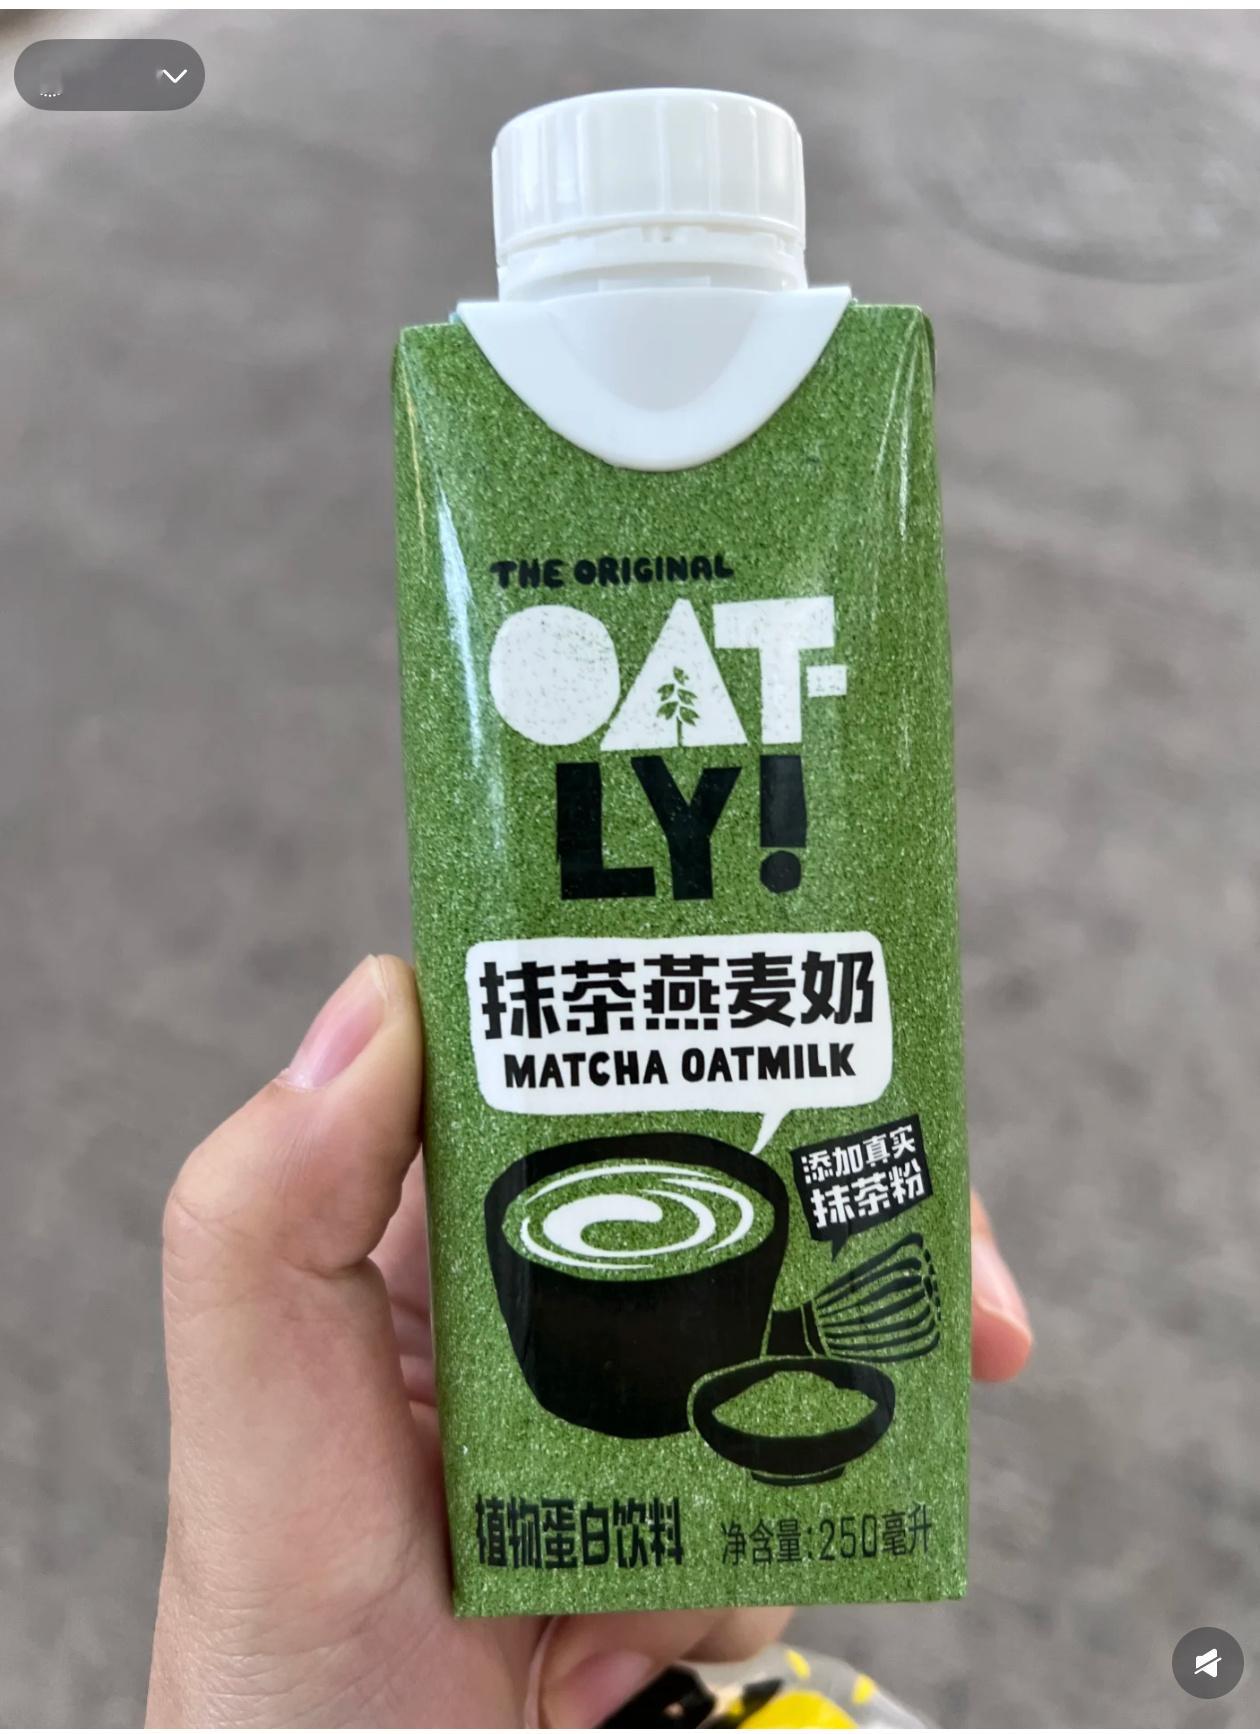 THE ORIGINAL
OAT-
LY!
抹茶燕麦奶
MATCHA OATMILK
添加真实
抹茶粉
植物蛋白饮料 净含量:250毫升